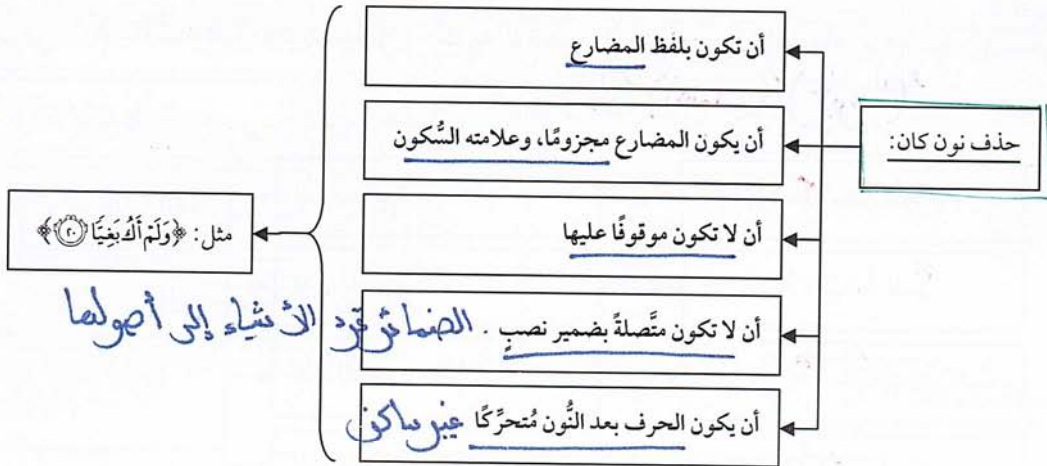 حذف نون كان:
أن تكون بلفظ المضارع
أن يكون المضارع مجزومًا، وعلامته السُّكون
أن لا تكون موقوفًا عليها
أن لا تكون متَّصلةً بضمير نصبٍ . الضمائر ترد الأشياء إلى أصولها
أن يكون الحرف بعد النُّون مُتحرِّكًا غير ساكن
مثل: ﴿وَلَمْ أَكُ بَغِيًّا ٢٠﴾